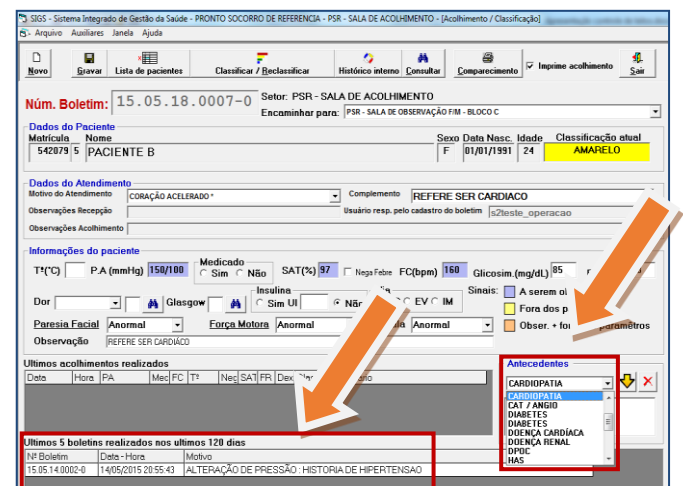 SIGS - Sistema Integrado de Gestão da Saúde - PRONTO SOCORRO DE REFERENCIA - PSR - SALA DE ACOLHIMENTO - [Acolhimento / Classificação]
Arquivo Auxiliares Janela Ajuda
Novo Gravar Lista de pacientes Classificar / Reclassificar Histórico interno Consultar Comparecimento Imprime acolhimento Sair
Núm. Boletim: 15.05.18.0007-0 Setor: PSR - SALA DE ACOLHIMENTO
Encaminhar para: PSR - SALA DE OBSERVAÇÃO F/M - BLOCO C
Dados do Paciente
Matrícula Nome Sexo Data Nasc. Idade Classificação atual
542079 5 PACIENTE B F 01/01/1991 24 AMARELO
Dados do Atendimento
Motivo do Atendimento CORAÇÃO ACELERADO * Complemento REFERE SER CARDIACO
Observações Recepção Usuário resp. pelo cadastro do boletim s2teste_operacao
Observações Acolhimento
Informações do paciente
Tª(°C) P.A (mmHg) 150/100 Medicado Sim Não SAT(%) 97 Nega Febre FC(bpm) 160 Glicosim.(mg/dL) 85
Dor Glasgow Insulina Sim UI Não EV IM Sinais: A serem
Fora dos
Paresia Facial Anormal Força Motora Anormal Anormal Obser. + parametros
Observação REFERE SER CARDIÁCO
Ultimos acolhimentos realizados
Data Hora PA Mec FC Tª Neg SAT FR Dex
Antecedentes
CARDIOPATIA
CARDIOPATIA
CAT / ANGIO
DIABETES
DIABETES
DOENÇA CARDÍACA
DOENÇA RENAL
DPOC
HAS
Ultimos 5 boletins realizados nos ultimos 120 dias
Nº Boletim Data - Hora Motivo
15.05.14.0002-0 14/05/2015 20:55:43 ALTERAÇÃO DE PRESSÃO : HISTORIA DE HIPERTENSAO